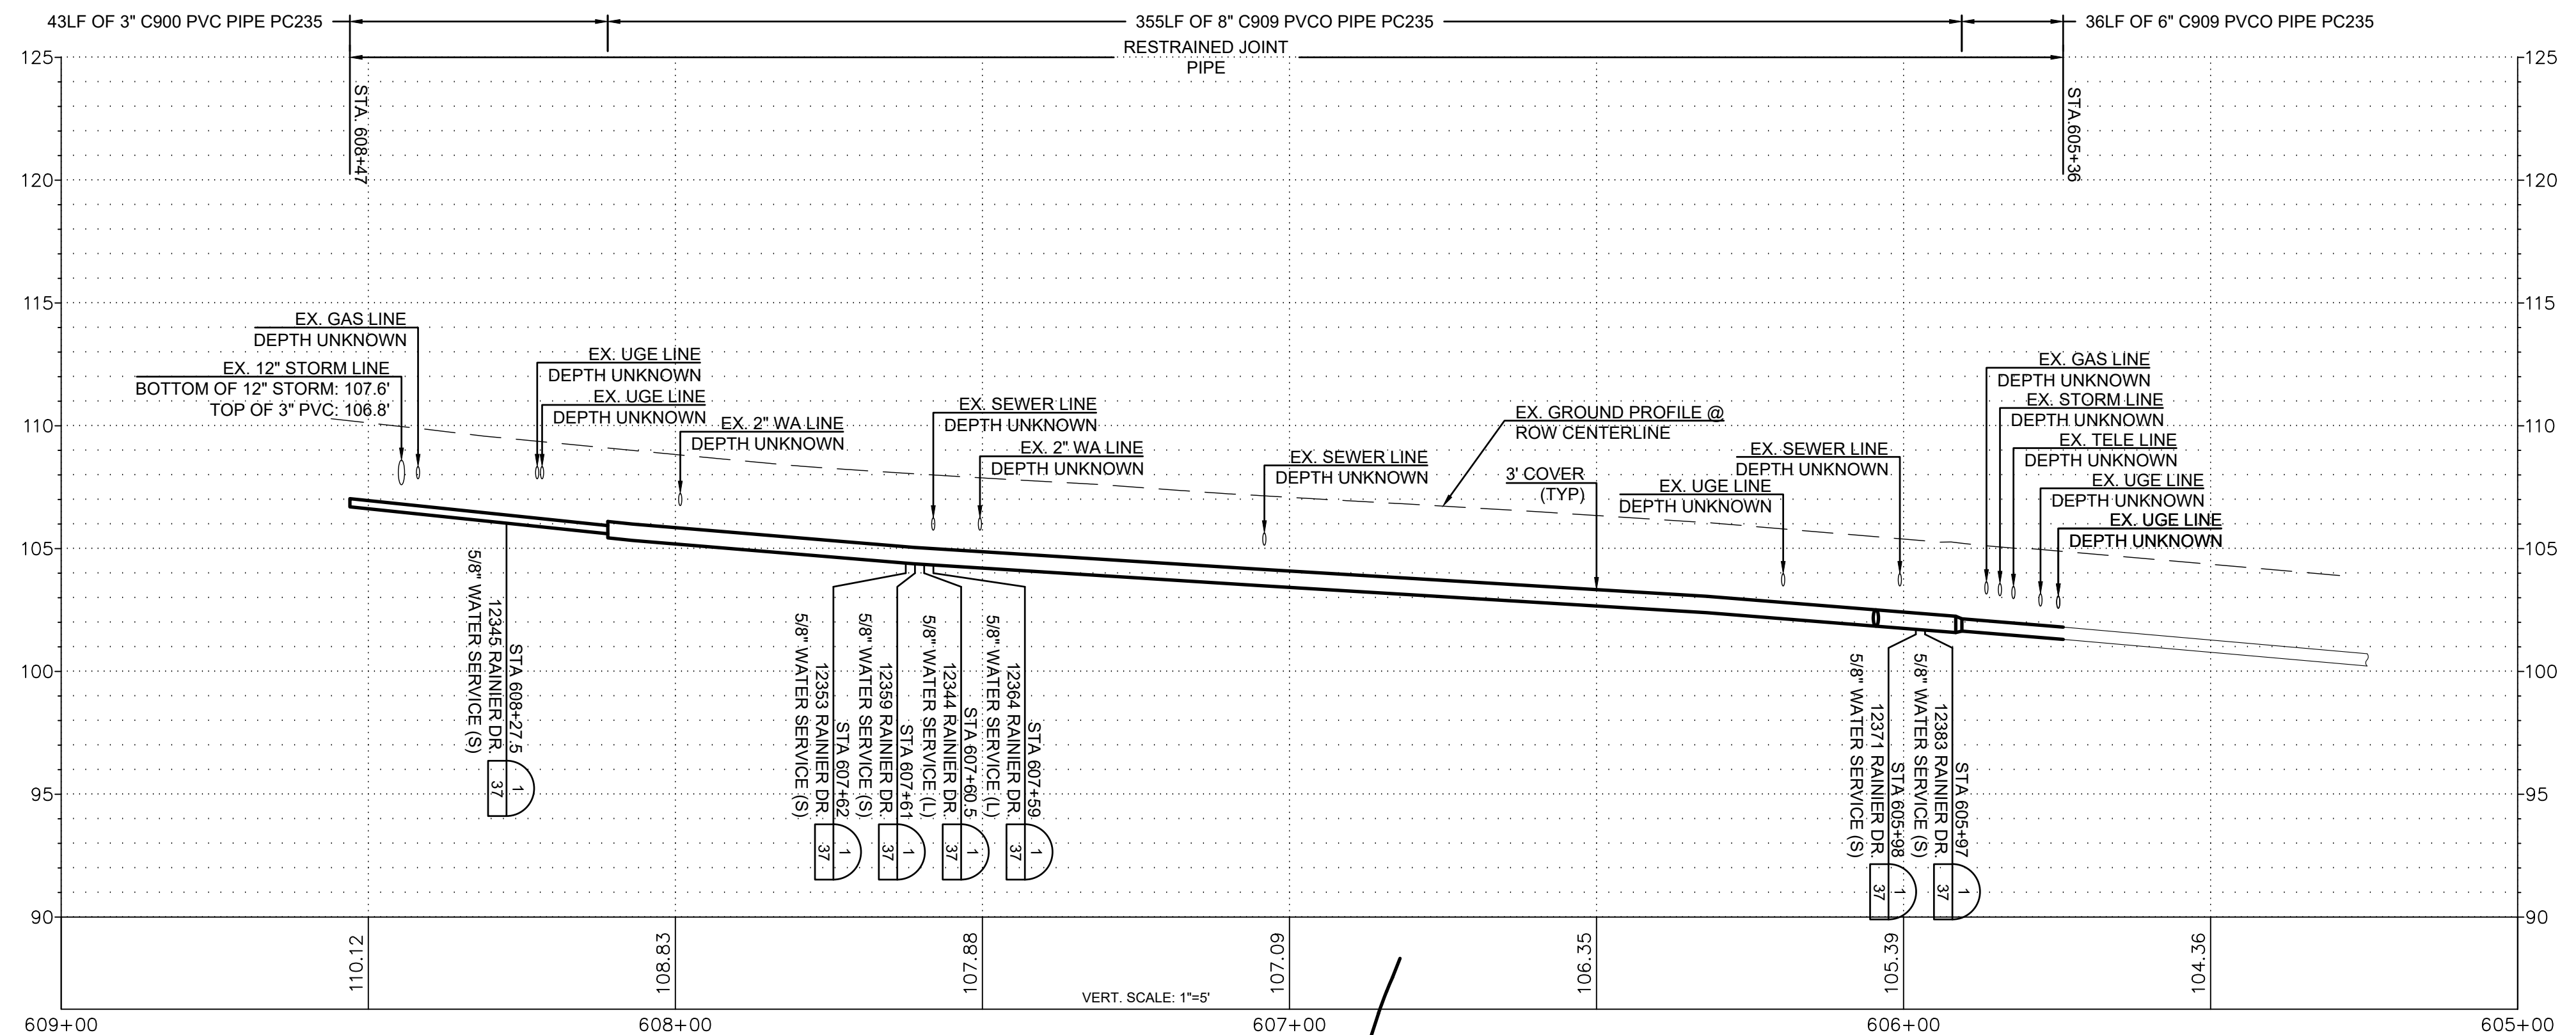 43LF OF 3" C900 PVC PIPE PC235
355LF OF 8" C909 PVCO PIPE PC235
36LF OF 6" C909 PVCO PIPE PC235
RESTRAINED JOINT
PIPE
125
125
STA. 608+47
STA.605+36
120
120
115
115
EX. GAS LINE
DEPTH UNKNOWN
EX. 12" STORM LINE
BOTTOM OF 12" STORM: 107.6'
TOP OF 3" PVC: 106.8'
EX. UGE LINE
DEPTH UNKNOWN
EX. UGE LINE
DEPTH UNKNOWN
EX. 2" WA LINE
DEPTH UNKNOWN
EX. SEWER LINE
DEPTH UNKNOWN
EX. 2" WA LINE
DEPTH UNKNOWN
EX. SEWER LINE
DEPTH UNKNOWN
EX. GROUND PROFILE @
ROW CENTERLINE
3' COVER
(TYP)
EX. UGE LINE
DEPTH UNKNOWN
EX. SEWER LINE
DEPTH UNKNOWN
EX. GAS LINE
DEPTH UNKNOWN
EX. STORM LINE
DEPTH UNKNOWN
EX. TELE LINE
DEPTH UNKNOWN
EX. UGE LINE
DEPTH UNKNOWN
EX. UGE LINE
DEPTH UNKNOWN
110
110
105
105
100
100
STA 608+27.5
12345 RAINIER DR.
5/8" WATER SERVICE (S)
1
37
STA 607+62
12353 RAINIER DR.
5/8" WATER SERVICE (S)
1
37
STA 607+61
12359 RAINIER DR.
5/8" WATER SERVICE (S)
1
37
STA 607+60.5
12344 RAINIER DR.
5/8" WATER SERVICE (L)
1
37
STA 607+59
12364 RAINIER DR.
5/8" WATER SERVICE (L)
1
37
STA 605+98
12371 RAINIER DR.
5/8" WATER SERVICE (S)
1
37
STA 605+97
12383 RAINIER DR.
5/8" WATER SERVICE (S)
1
37
95
95
90
90
110.12
108.83
107.88
107.09
106.35
105.39
104.36
VERT. SCALE: 1"=5'
609+00
608+00
607+00
606+00
605+00